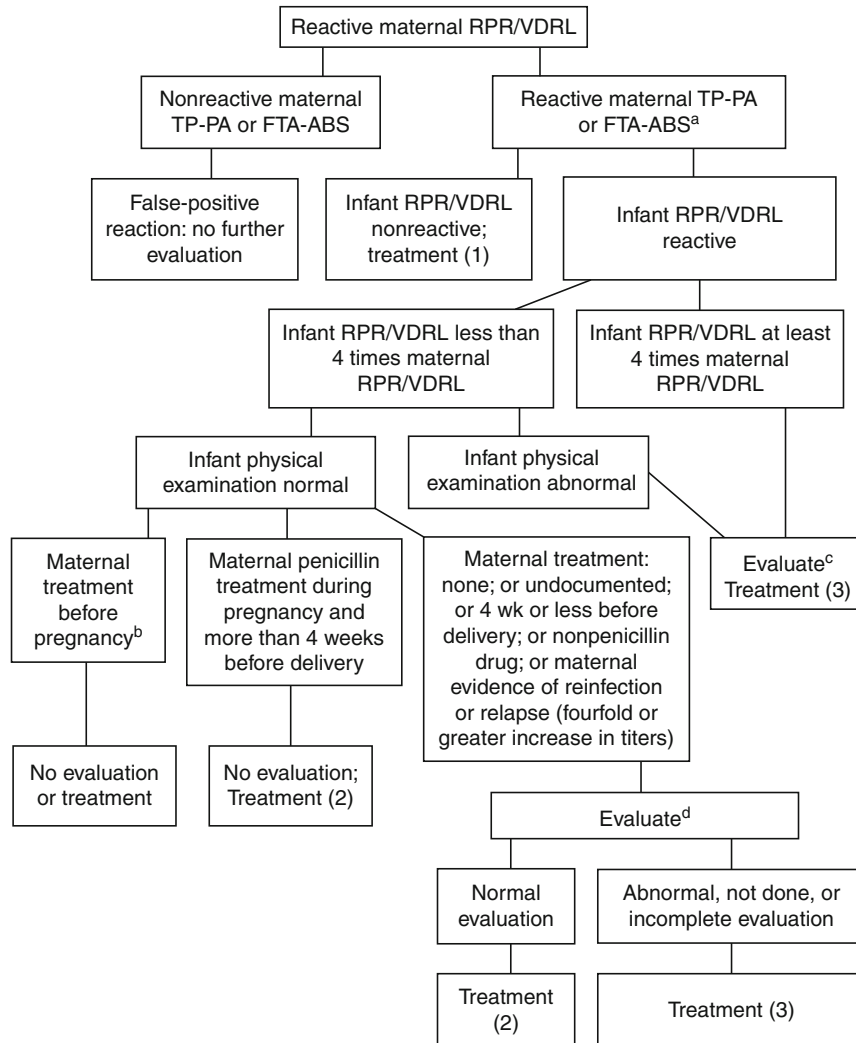 Reactive maternal RPR/VDRL
Nonreactive maternal
TP-PA or FTA-ABS
Reactive maternal TP-PA
or FTA-ABSa
False-positive
reaction: no further
evaluation
Infant RPR/VDRL
nonreactive;
treatment (1)
Infant RPR/VDRL
reactive
Infant RPR/VDRL less than
4 times maternal
RPR/VDRL
Infant RPR/VDRL at least
4 times maternal
RPR/VDRL
Infant physical
examination normal
Infant physical
examination abnormal
Maternal
treatment
before
pregnancyb
Maternal penicillin
treatment during
pregnancy and
more than 4 weeks
before delivery
Maternal treatment:
none; or undocumented;
or 4 wk or less before
delivery; or nonpenicillin
drug; or maternal
evidence of reinfection
or relapse (fourfold or
greater increase in titers)
Evaluatec
Treatment (3)
No evaluation
or treatment
No evaluation;
Treatment (2)
Evaluated
Normal
evaluation
Abnormal, not done, or
incomplete evaluation
Treatment
(2)
Treatment (3)